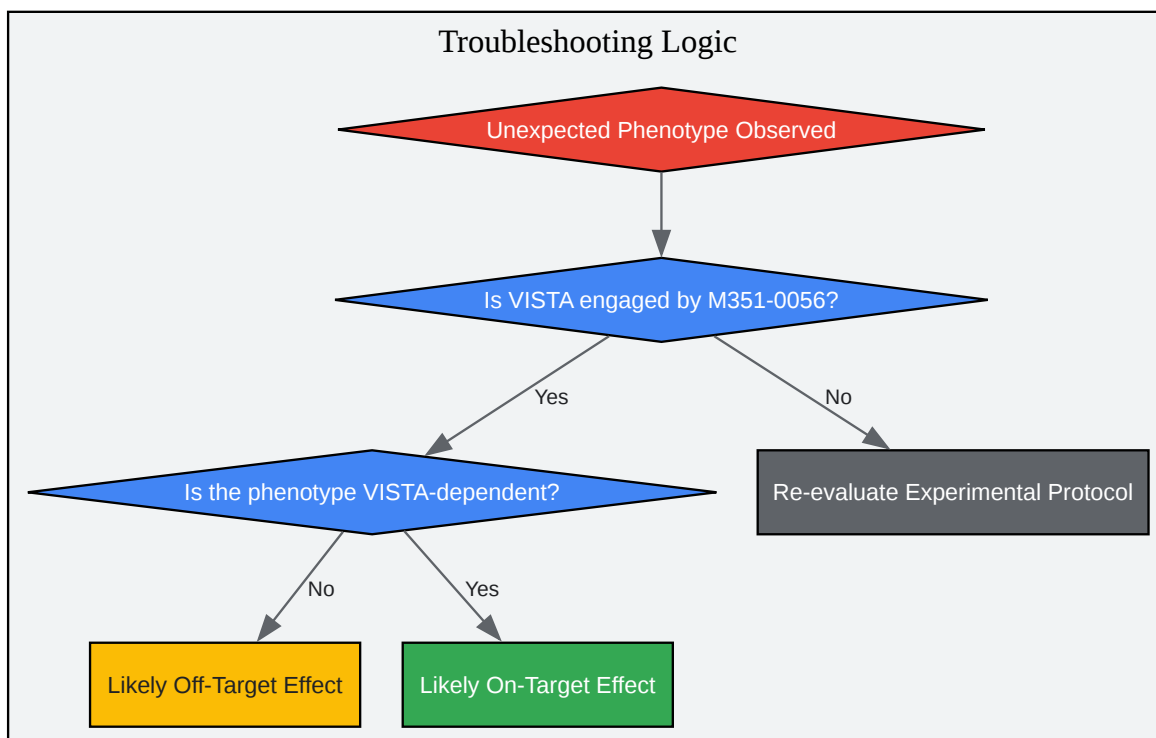 Troubleshooting Logic
Unexpected Phenotype Observed
Is VISTA engaged by M351-0056?
Yes
No
Is the phenotype VISTA-dependent?
Re-evaluate Experimental Protocol
No
Yes
Likely Off-Target Effect
Likely On-Target Effect